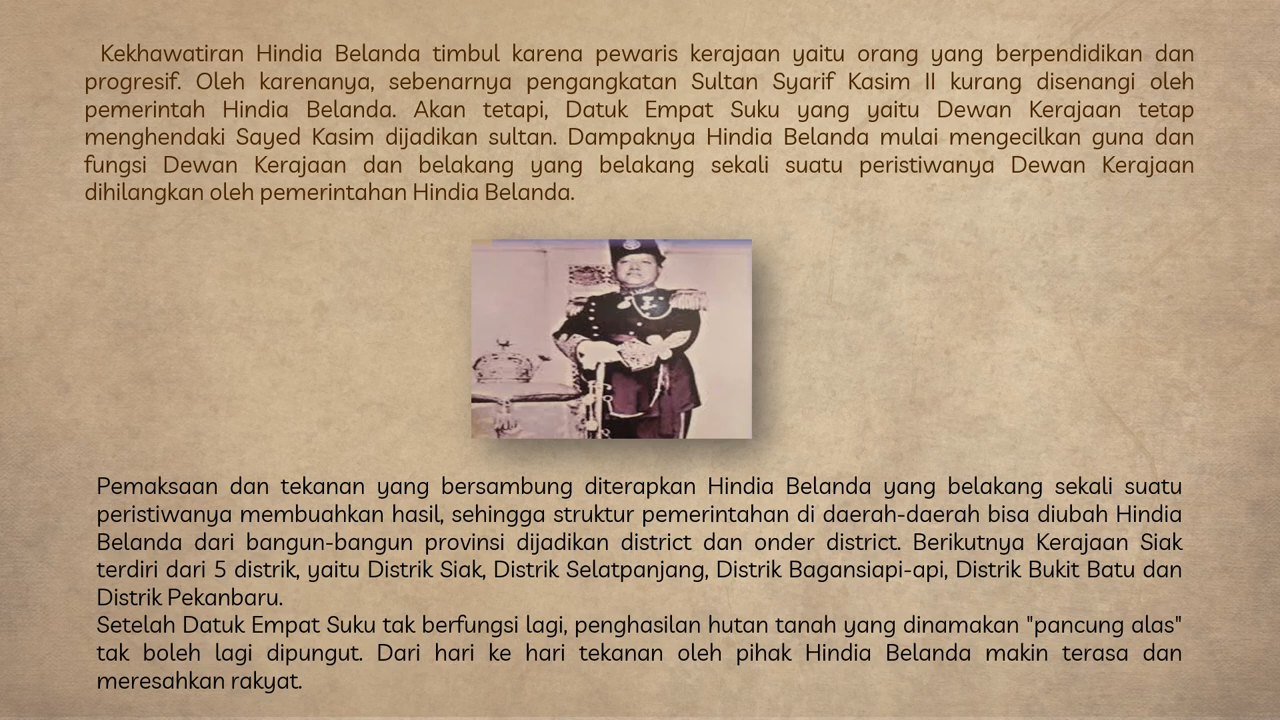 Kekhawatiran Hindia Belanda timbul karena pewaris kerajaan yaitu orang yang berpendidikan dan
progresif. Oleh karenanya, sebenarnya pengangkatan Sultan Syarif Kasim II kurang disenangi oleh
pemerintah Hindia Belanda. Akan tetapi, Datuk Empat Suku yang yaitu Dewan Kerajaan tetap
menghendaki Sayed Kasim dijadikan sultan. Dampaknya Hindia Belanda mulai mengecilkan guna dan
fungsi Dewan Kerajaan dan belakang yang belakang sekali suatu peristiwanya Dewan Kerajaan
dihilangkan oleh pemerintahan Hindia Belanda.
Pemaksaan dan tekanan yang bersambung diterapkan Hindia Belanda yang belakang sekali suatu
peristiwanya membuahkan hasil, sehingga struktur pemerintahan di daerah-daerah bisa diubah Hindia
Belanda dari bangun-bangun provinsi dijadikan district dan onder district. Berikutnya Kerajaan Siak
terdiri dari 5 distrik, yaitu Distrik Siak, Distrik Selatpanjang, Distrik Bagansiapi-api, Distrik Bukit Batu dan
Distrik Pekanbaru.
Setelah Datuk Empat Suku tak berfungsi lagi, penghasilan hutan tanah yang dinamakan "pancung alas"
tak boleh lagi dipungut. Dari hari ke hari tekanan oleh pihak Hindia Belanda makin terasa dan
meresahkan rakyat.